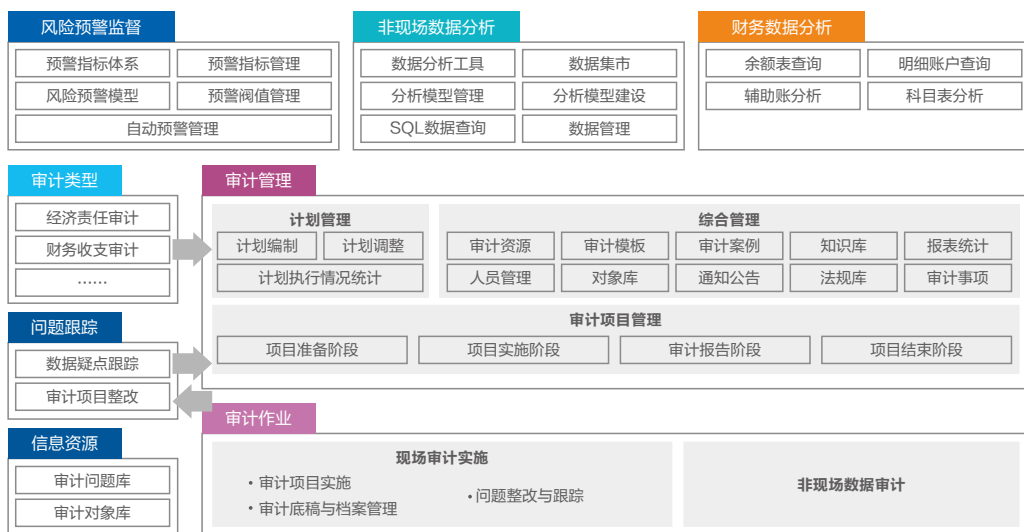 风险预警监督
预警指标体系
预警指标管理
风险预警模型
预警阀值管理
自动预警管理
非现场数据分析
数据分析工具
数据集市
分析模型管理
分析模型建设
SQL数据查询
数据管理
财务数据分析
余额表查询
明细账户查询
辅助账分析
科目表分析
审计类型
经济责任审计
财务收支审计
······
问题跟踪
数据疑点跟踪
审计项目整改
信息资源
审计问题库
审计对象库
审计管理
计划管理
计划编制
计划调整
计划执行情况统计
综合管理
审计资源
审计模板
审计案例
知识库
报表统计
人员管理
对象库
通知公告
法规库
审计事项
审计项目管理
项目准备阶段
项目实施阶段
审计报告阶段
项目结束阶段
审计作业
现场审计实施
• 审计项目实施
• 审计底稿与档案管理
• 问题整改与跟踪
非现场数据审计